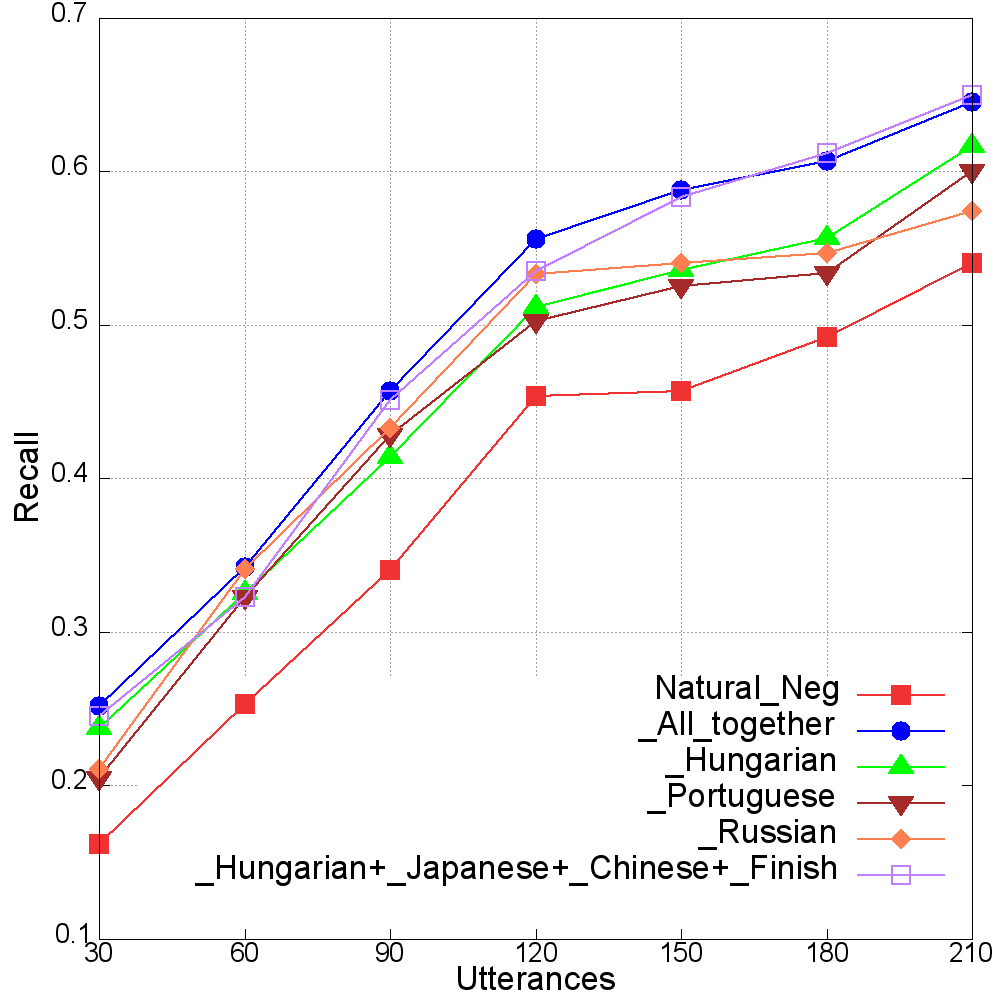 0.7
0.6
0.5
0.4
0.3
0.2
0.1
Recall
Natural_Neg
_All_together
_Hungarian
_Portuguese
_Russian
_Hungarian+_Japanese+_Chinese+_Finish
30 60 90 120 150 180 210
Utterances